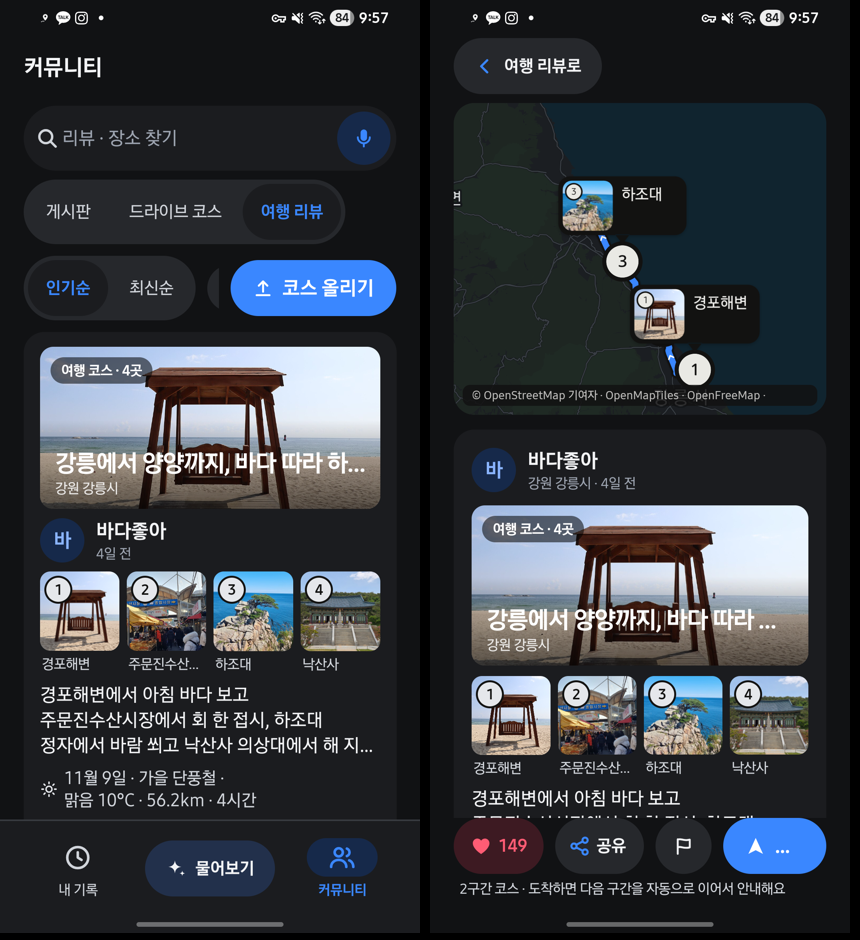 TALK
84 9:57
커뮤니티
리뷰 · 장소 찾기
게시판
드라이브 코스
여행 리뷰
인기순
최신순
코스 올리기
여행 코스 · 4곳
강릉에서 양양까지, 바다 따라 하...
강원 강릉시
바
바다좋아
4일 전
1
2
3
4
경포해변
주문진수산...
하조대
낙산사
경포해변에서 아침 바다 보고
주문진수산시장에서 회 한 접시, 하조대
정자에서 바람 쐬고 낙산사 의상대에서 해 지...
11월 9일 · 가을 단풍철 ·
맑음 10°C · 56.2km · 4시간
내 기록
물어보기
커뮤니티
TALK
84 9:57
여행 리뷰로
3
하조대
3
1
경포해변
1
© OpenStreetMap 기여자 · OpenMapTiles · OpenFreeMap ·
바
바다좋아
강원 강릉시 · 4일 전
여행 코스 · 4곳
강릉에서 양양까지, 바다 따라 ...
강원 강릉시
1
2
3
4
경포해변
주문진수산...
하조대
낙산사
경포해변에서 아침 바다 보고
149
공유
...
2구간 코스 · 도착하면 다음 구간을 자동으로 이어서 안내해요